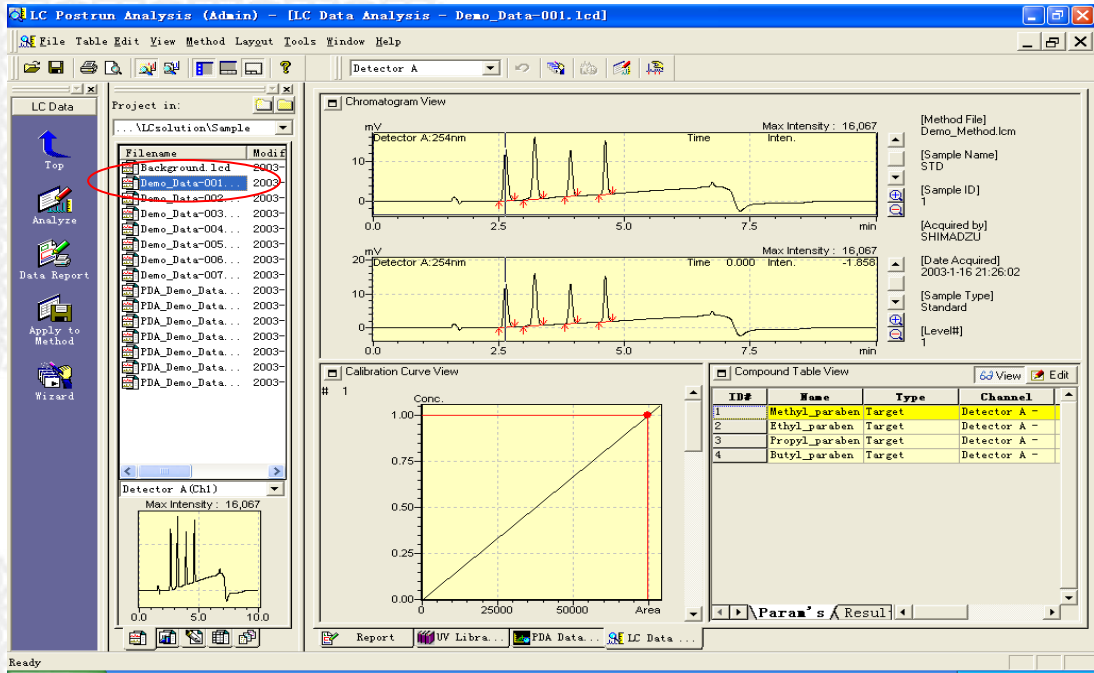 LC Postrun Analysis (Admin) - [LC Data Analysis - Demo_Data-001.lcd]
File Table Edit View Method Layout Tools Window Help
Detector A
LC Data
Top
Analyze
Data Report
Apply to
Method
Wizard
Project in:
...\LCsolution\Sample
Filename Modif
Background.lcd 2003-
Demo_Data-001... 2003-
Demo_Data-002... 2003-
Demo_Data-003... 2003-
Demo_Data-004... 2003-
Demo_Data-005... 2003-
Demo_Data-006... 2003-
Demo_Data-007... 2003-
PDA_Demo_Data... 2003-
PDA_Demo_Data... 2003-
PDA_Demo_Data... 2003-
PDA_Demo_Data... 2003-
PDA_Demo_Data... 2003-
PDA_Demo_Data... 2003-
PDA_Demo_Data... 2003-
Detector A(Ch1)
Max Intensity : 16,067
0.0 5.0 10.0
Chromatogram View
mV Max Intensity : 16,067
Detector A:254nm Time Inten.
10
0
0.0 2.5 5.0 7.5 min
mV Max Intensity : 16,067
20 Detector A:254nm Time 0.000 Inten. -1.858
10
0
0.0 2.5 5.0 7.5 min
[Method File]
Demo_Method.lcm
[Sample Name]
STD
[Sample ID]
1
[Acquired by]
SHIMADZU
[Date Acquired]
2003-1-16 21:26:02
[Sample Type]
Standard
[Level#]
1
Calibration Curve View
# 1
Conc.
1.00
0.75
0.50
0.25
0.00
0 25000 50000 Area
Compound Table View View Edit
ID# Name Type Channel
1 Methyl_paraben Target Detector A -
2 Ethyl_paraben Target Detector A -
3 Propyl_paraben Target Detector A -
4 Butyl_paraben Target Detector A -
Param's Resul
Report UV Libra... PDA Data... LC Data ...
Ready